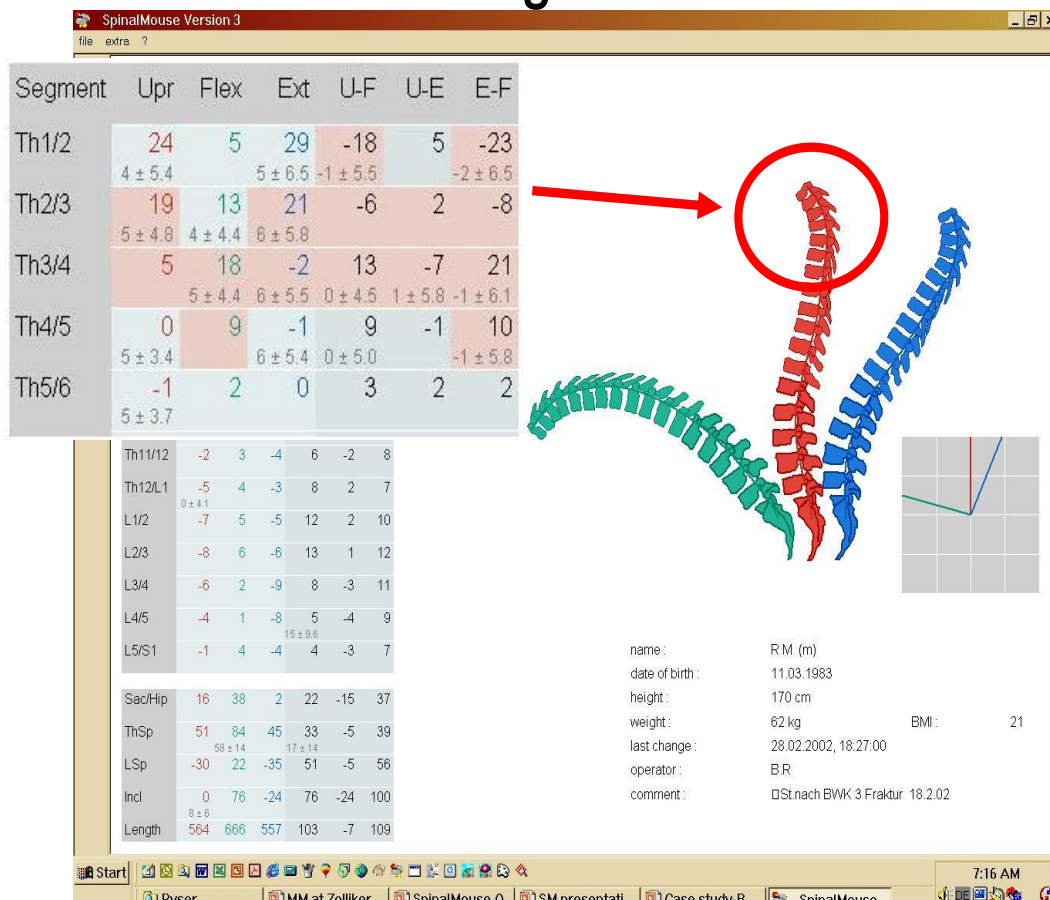 SpinalMouse Version 3
file extra ?
Segment Upr Flex Ext U-F U-E E-F
Th1/2 24 5 29 -18 5 -23
4 ± 5.4 5 ± 6.5 -1 ± 5.5 -2 ± 6.5
Th2/3 19 13 21 -6 2 -8
5 ± 4.8 4 ± 4.4 6 ± 5.8
Th3/4 5 18 -2 13 -7 21
5 ± 4.4 6 ± 5.5 0 ± 4.5 1 ± 5.8 -1 ± 6.1
Th4/5 0 9 -1 9 -1 10
5 ± 3.4 6 ± 5.4 0 ± 5.0 -1 ± 5.8
Th5/6 -1 2 0 3 2 2
5 ± 3.7
Th11/12 -2 3 -4 6 -2 8
Th12/L1 -5 4 -3 8 2 7
0 ± 4.1
L1/2 -7 5 -5 12 2 10
L2/3 -8 6 -6 13 1 12
L3/4 -6 2 -9 8 -3 11
L4/5 -4 1 -8 5 -4 9
15 ± 9.6
L5/S1 -1 4 -4 4 -3 7
Sac/Hip 16 38 2 22 -15 37
ThSp 51 84 45 33 -5 39
58 ± 14 17 ± 14
LSp -30 22 -35 51 -5 56
Incl 0 76 -24 76 -24 100
8 ± 6
Length 564 666 557 103 -7 109
name : R M (m)
date of birth : 11.03.1983
height : 170 cm
weight : 62 kg BMI : 21
last change : 28.02.2002, 18:27:00
operator : B.R
comment : □St.nach BWK 3 Fraktur 18.2.02
Start 7:16 AM
MM at Zolliker SM presentati Case study B SpinalMouse DE